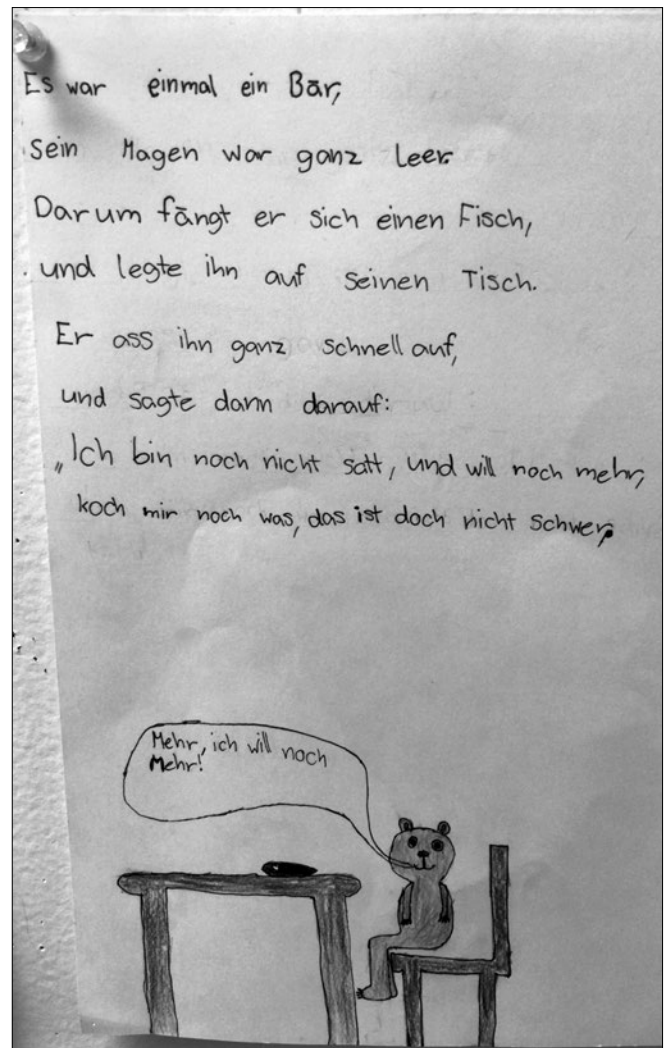 Es war einmal ein Bär,
Sein Magen war ganz leer.
Darum fängt er sich einen Fisch,
und legte ihn auf seinen Tisch.
Er ass ihn ganz schnell auf,
und sagte dann darauf:
„Ich bin noch nicht satt, und will noch mehr,
koch mir noch was, das ist doch nicht schwer.
Mehr, ich will noch
Mehr!